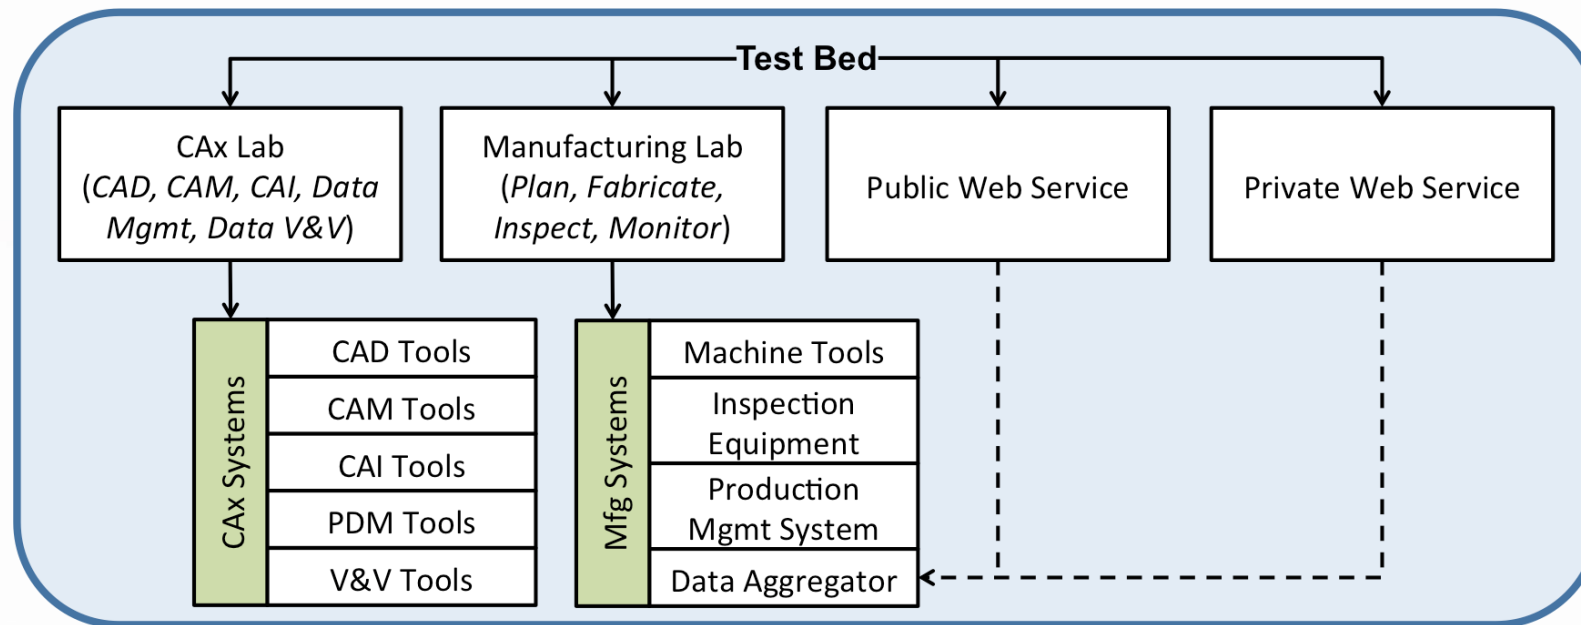 Test Bed
CAx Lab
(CAD, CAM, CAI, Data
Mgmt, Data V&V)
Manufacturing Lab
(Plan, Fabricate,
Inspect, Monitor)
Public Web Service
Private Web Service
CAx Systems
CAD Tools
CAM Tools
CAI Tools
PDM Tools
V&V Tools
Mfg Systems
Machine Tools
Inspection
Equipment
Production
Mgmt System
Data Aggregator